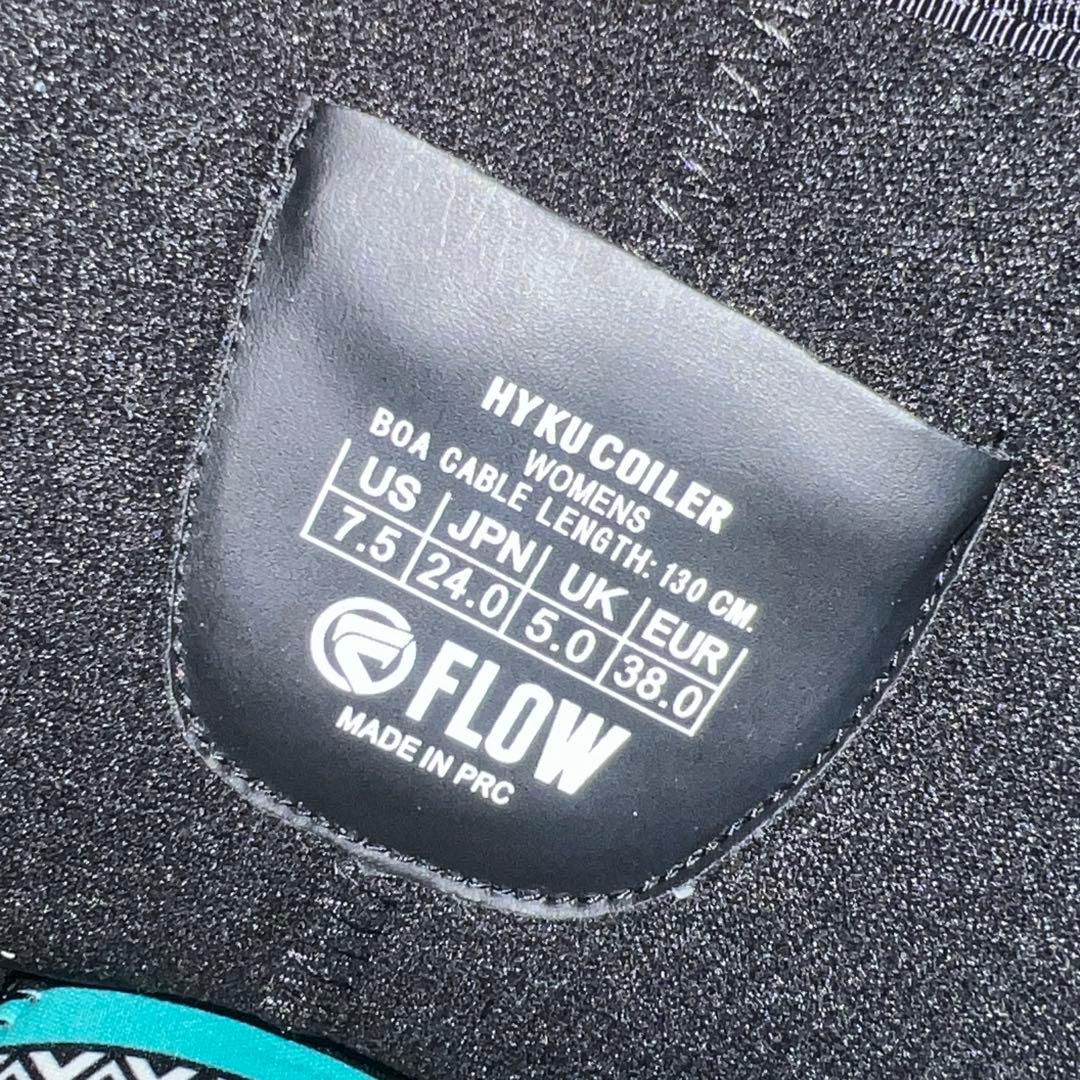 HYKU COILER
WOMENS
BOA CABLE LENGTH: 130 CM.
US JPN UK EUR
7.5 24.0 5.0 38.0
FLOW
MADE IN PRC